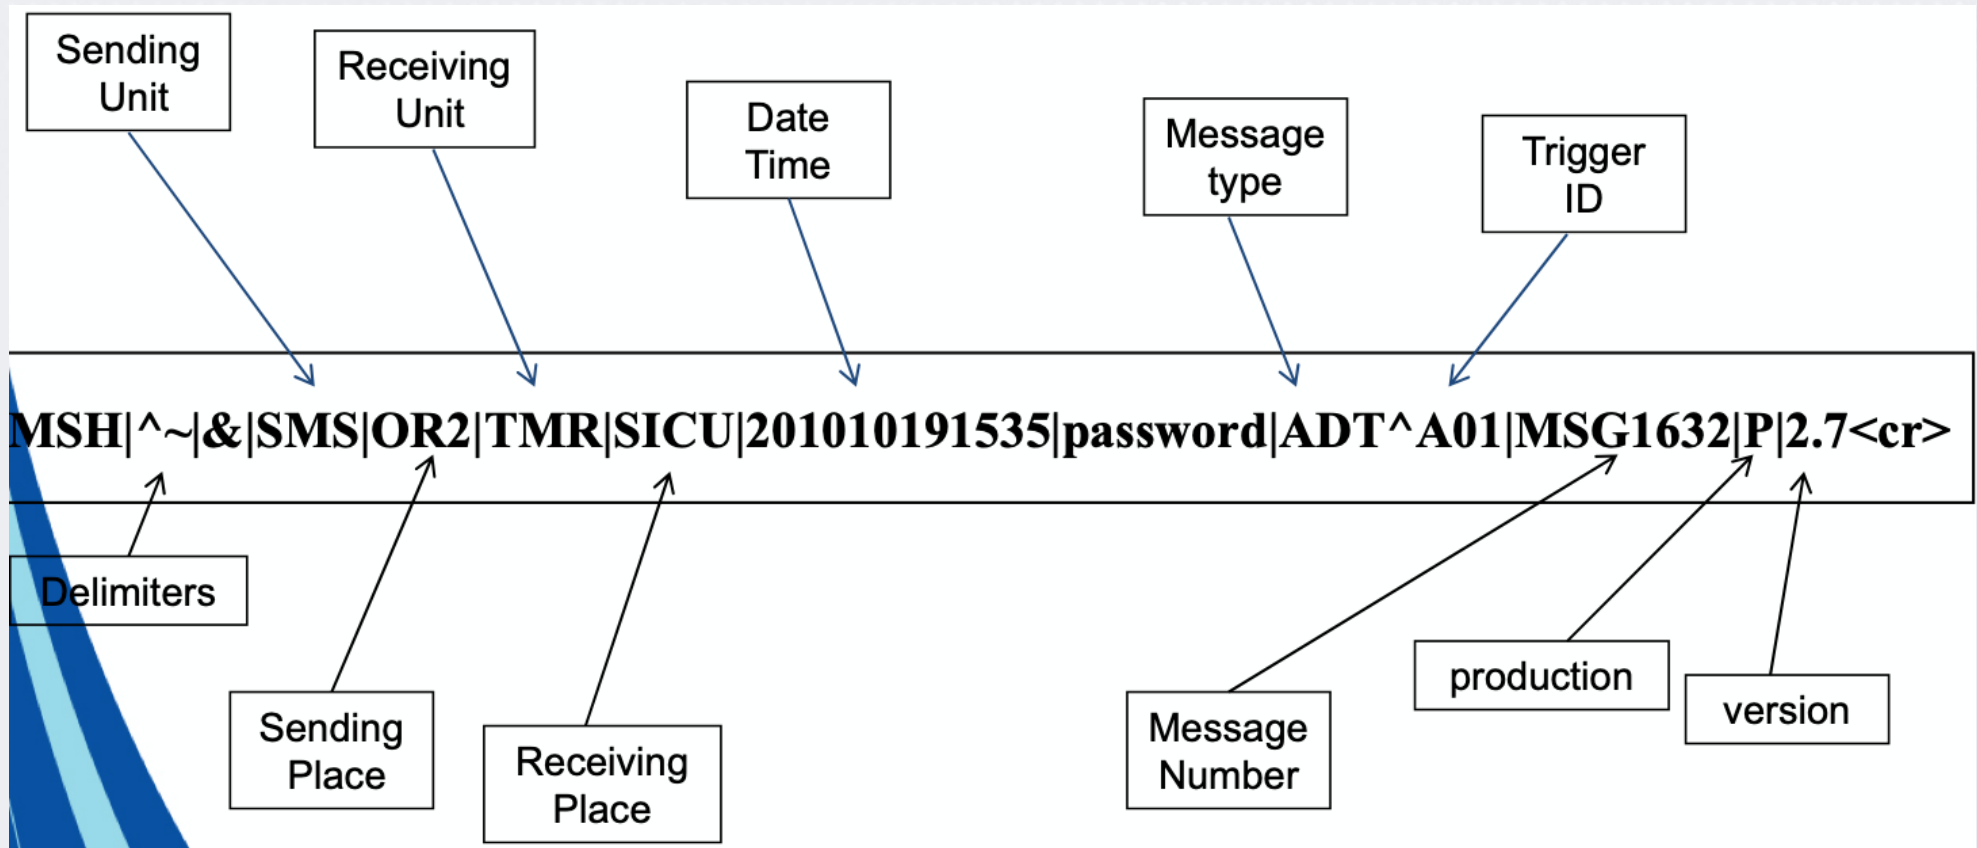 Sending
Unit
Receiving
Unit
Date
Time
Message
type
Trigger
ID
MSH|^~|&|SMS|OR2|TMR|SICU|201010191535|password|ADT^A01|MSG1632|P|2.7<cr>
Delimiters
Sending
Place
Receiving
Place
Message
Number
production
version